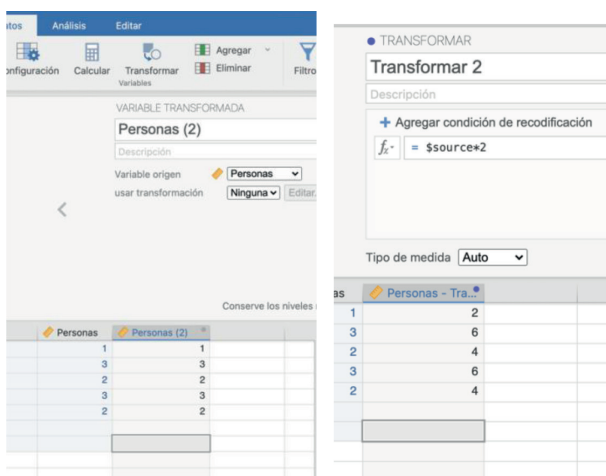 tos Análisis Editar
onfiguración Calcular Transformar Agregar Eliminar Filtro
Variables
VARIABLE TRANSFORMADA
Personas (2)
Descripción
Variable origen Personas
usar transformación Ninguna Editar.
Conserve los niveles
Personas Personas (2)
1 1
3 3
2 2
3 3
2 2
TRANSFORMAR
Transformar 2
Descripción
+ Agregar condición de recodificación
fx = $source*2
Tipo de medida Auto
as Personas - Tra...
1 2
3 6
2 4
3 6
2 4